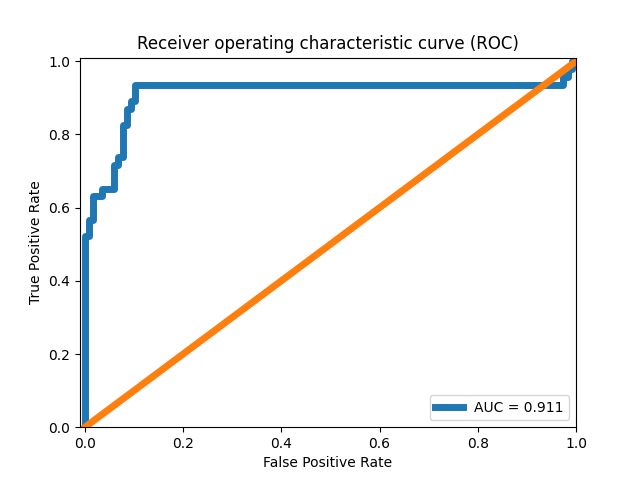 Receiver operating characteristic curve (ROC)
True Positive Rate
1.0
0.8
0.6
0.4
0.2
0.0
0.0 0.2 0.4 0.6 0.8 1.0
False Positive Rate
AUC = 0.911